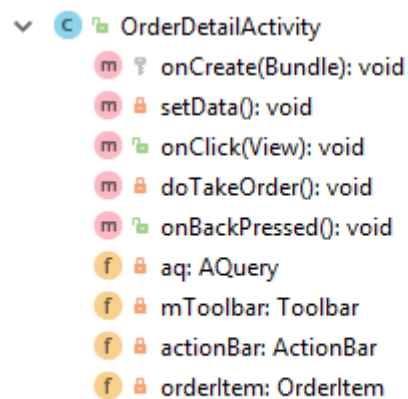 C OrderDetailActivity
m onCreate(Bundle): void
m setData(): void
m onClick(View): void
m doTakeOrder(): void
m onBackPressed(): void
f aq: AQuery
f mToolbar: Toolbar
f actionBar: ActionBar
f orderItem: OrderItem